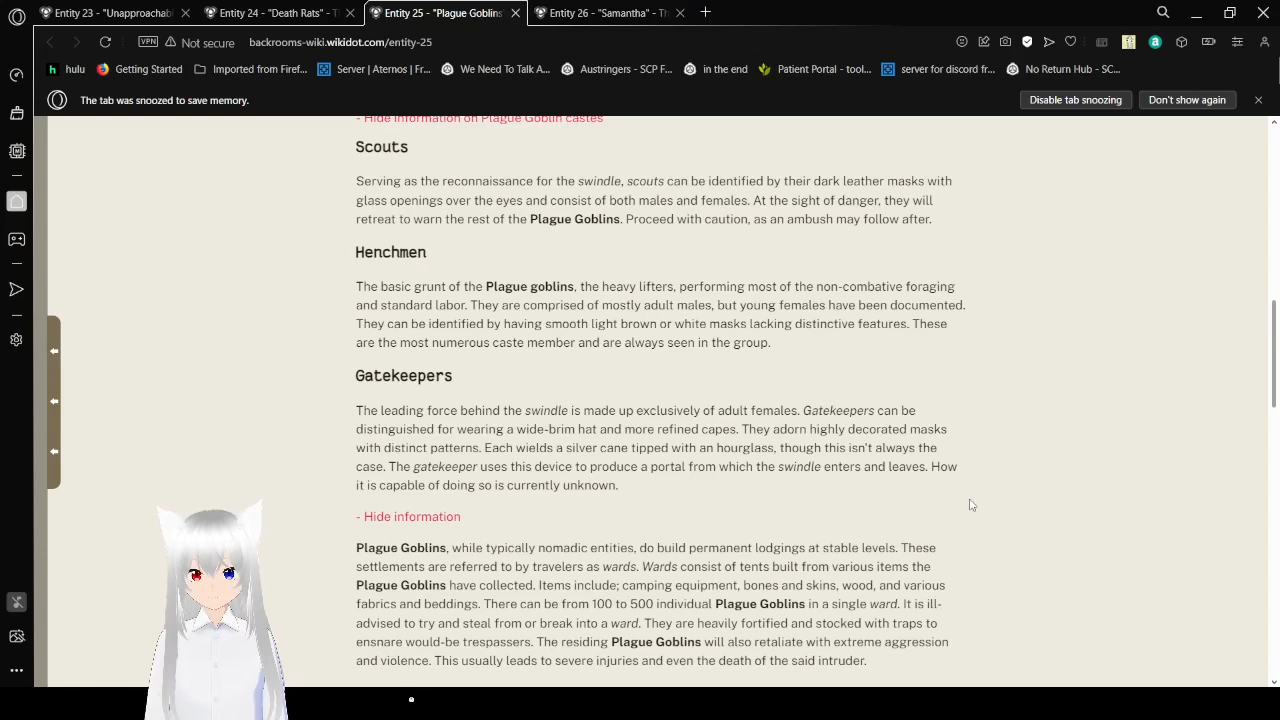 Entity 23 - "Unapproachabl
Entity 24 - "Death Rats" - T
Entity 25 - "Plague Goblins"
Entity 26 - "Samantha" - Th
VPN
Not secure
backrooms-wiki.wikidot.com/entity-25
hulu
Getting Started
Imported from Firef...
Server | Aternos | Fr...
We Need To Talk A...
Austringers - SCP F...
in the end
Patient Portal - tool...
server for discord fr...
No Return Hub - SC...
The tab was snoozed to save memory.
Disable tab snoozing
Don't show again
- Hide information on Plague Goblin castes
Scouts
Serving as the reconnaissance for the swindle, scouts can be identified by their dark leather masks with
glass openings over the eyes and consist of both males and females. At the sight of danger, they will
retreat to warn the rest of the Plague Goblins. Proceed with caution, as an ambush may follow after.
Henchmen
The basic grunt of the Plague goblins, the heavy lifters, performing most of the non-combative foraging
and standard labor. They are comprised of mostly adult males, but young females have been documented.
They can be identified by having smooth light brown or white masks lacking distinctive features. These
are the most numerous caste member and are always seen in the group.
Gatekeepers
The leading force behind the swindle is made up exclusively of adult females. Gatekeepers can be
distinguished for wearing a wide-brim hat and more refined capes. They adorn highly decorated masks
with distinct patterns. Each wields a silver cane tipped with an hourglass, though this isn't always the
case. The gatekeeper uses this device to produce a portal from which the swindle enters and leaves. How
it is capable of doing so is currently unknown.
- Hide information
Plague Goblins, while typically nomadic entities, do build permanent lodgings at stable levels. These
settlements are referred to by travelers as wards. Wards consist of tents built from various items the
Plague Goblins have collected. Items include; camping equipment, bones and skins, wood, and various
fabrics and beddings. There can be from 100 to 500 individual Plague Goblins in a single ward. It is ill-
advised to try and steal from or break into a ward. They are heavily fortified and stocked with traps to
ensnare would-be trespassers. The residing Plague Goblins will also retaliate with extreme aggression
and violence. This usually leads to severe injuries and even the death of the said intruder.